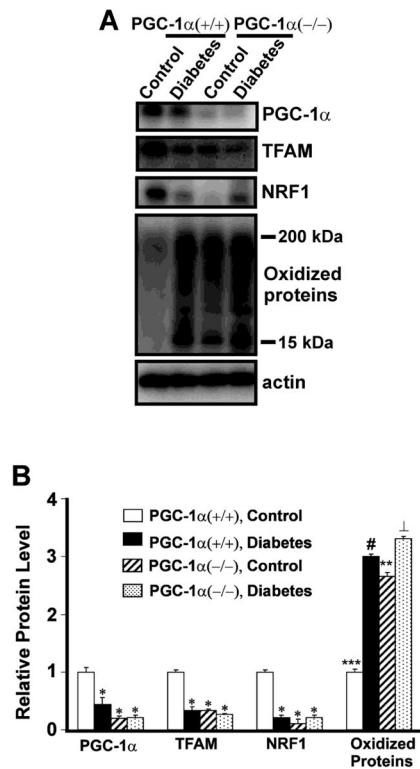 A
PGC-1α(+/+) PGC-1α(−/−)
Control Diabetes Control Diabetes
PGC-1α
TFAM
NRF1
200 kDa
Oxidized
proteins
15 kDa
actin
B
Relative Protein Level
4
3
2
1
0
PGC-1α(+/+), Control
PGC-1α(+/+), Diabetes
PGC-1α(−/−), Control
PGC-1α(−/−), Diabetes
* * * * * * * * * *** # ** ⊥
PGC-1α TFAM NRF1 Oxidized
Proteins